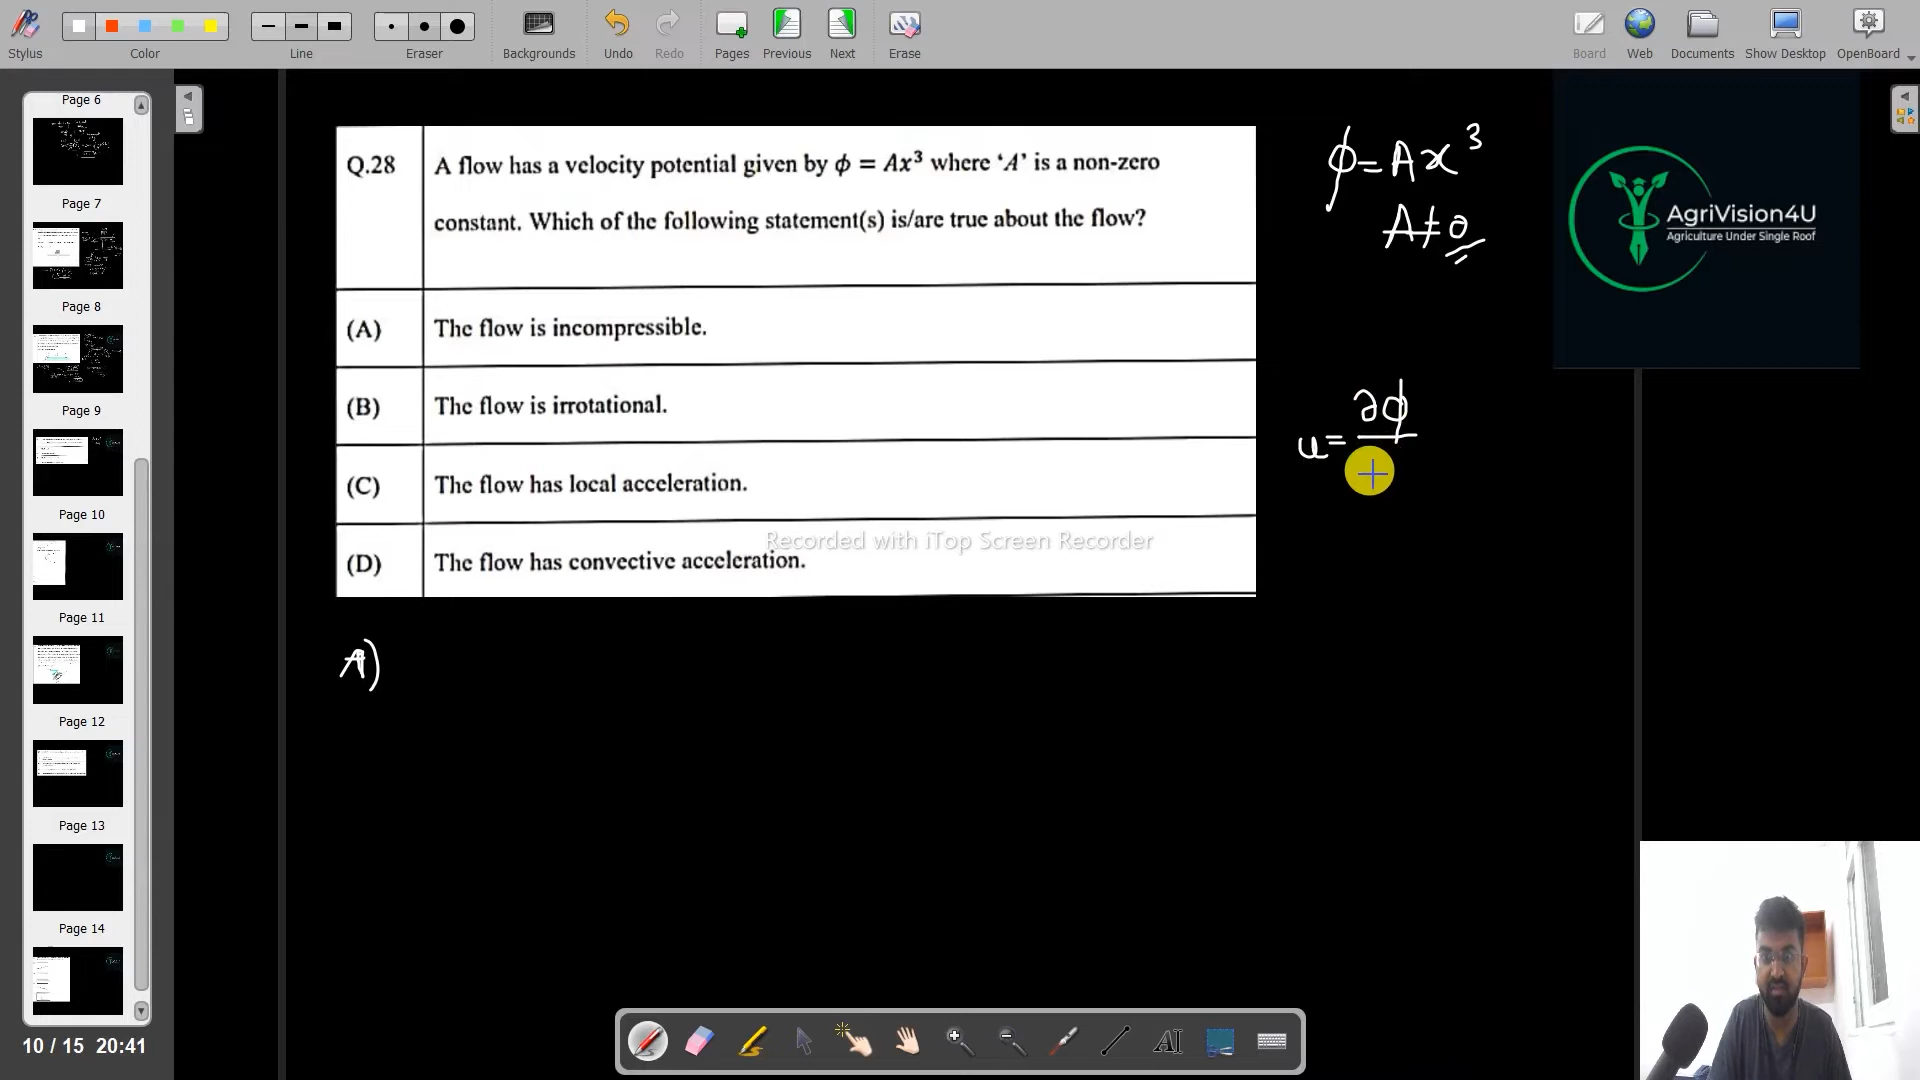 Stylus
Color
Line
Eraser
Backgrounds
Undo
Redo
Pages
Previous
Next
Erase
Board
Web
Documents
Show Desktop
OpenBoard
Page 6
Page 7
Page 8
Page 9
Page 10
Page 11
Page 12
Page 13
Page 14
10 / 15 20:41
Q.28 A flow has a velocity potential given by ϕ = Ax³ where ‘A’ is a non-zero
constant. Which of the following statement(s) is/are true about the flow?
(A) The flow is incompressible.
(B) The flow is irrotational.
(C) The flow has local acceleration.
(D) The flow has convective acceleration.
Recorded with iTop Screen Recorder
ϕ = Ax³
A ≠ 0
u = ∂ϕ
A)
AgriVision4U
Agriculture Under Single Roof
AI